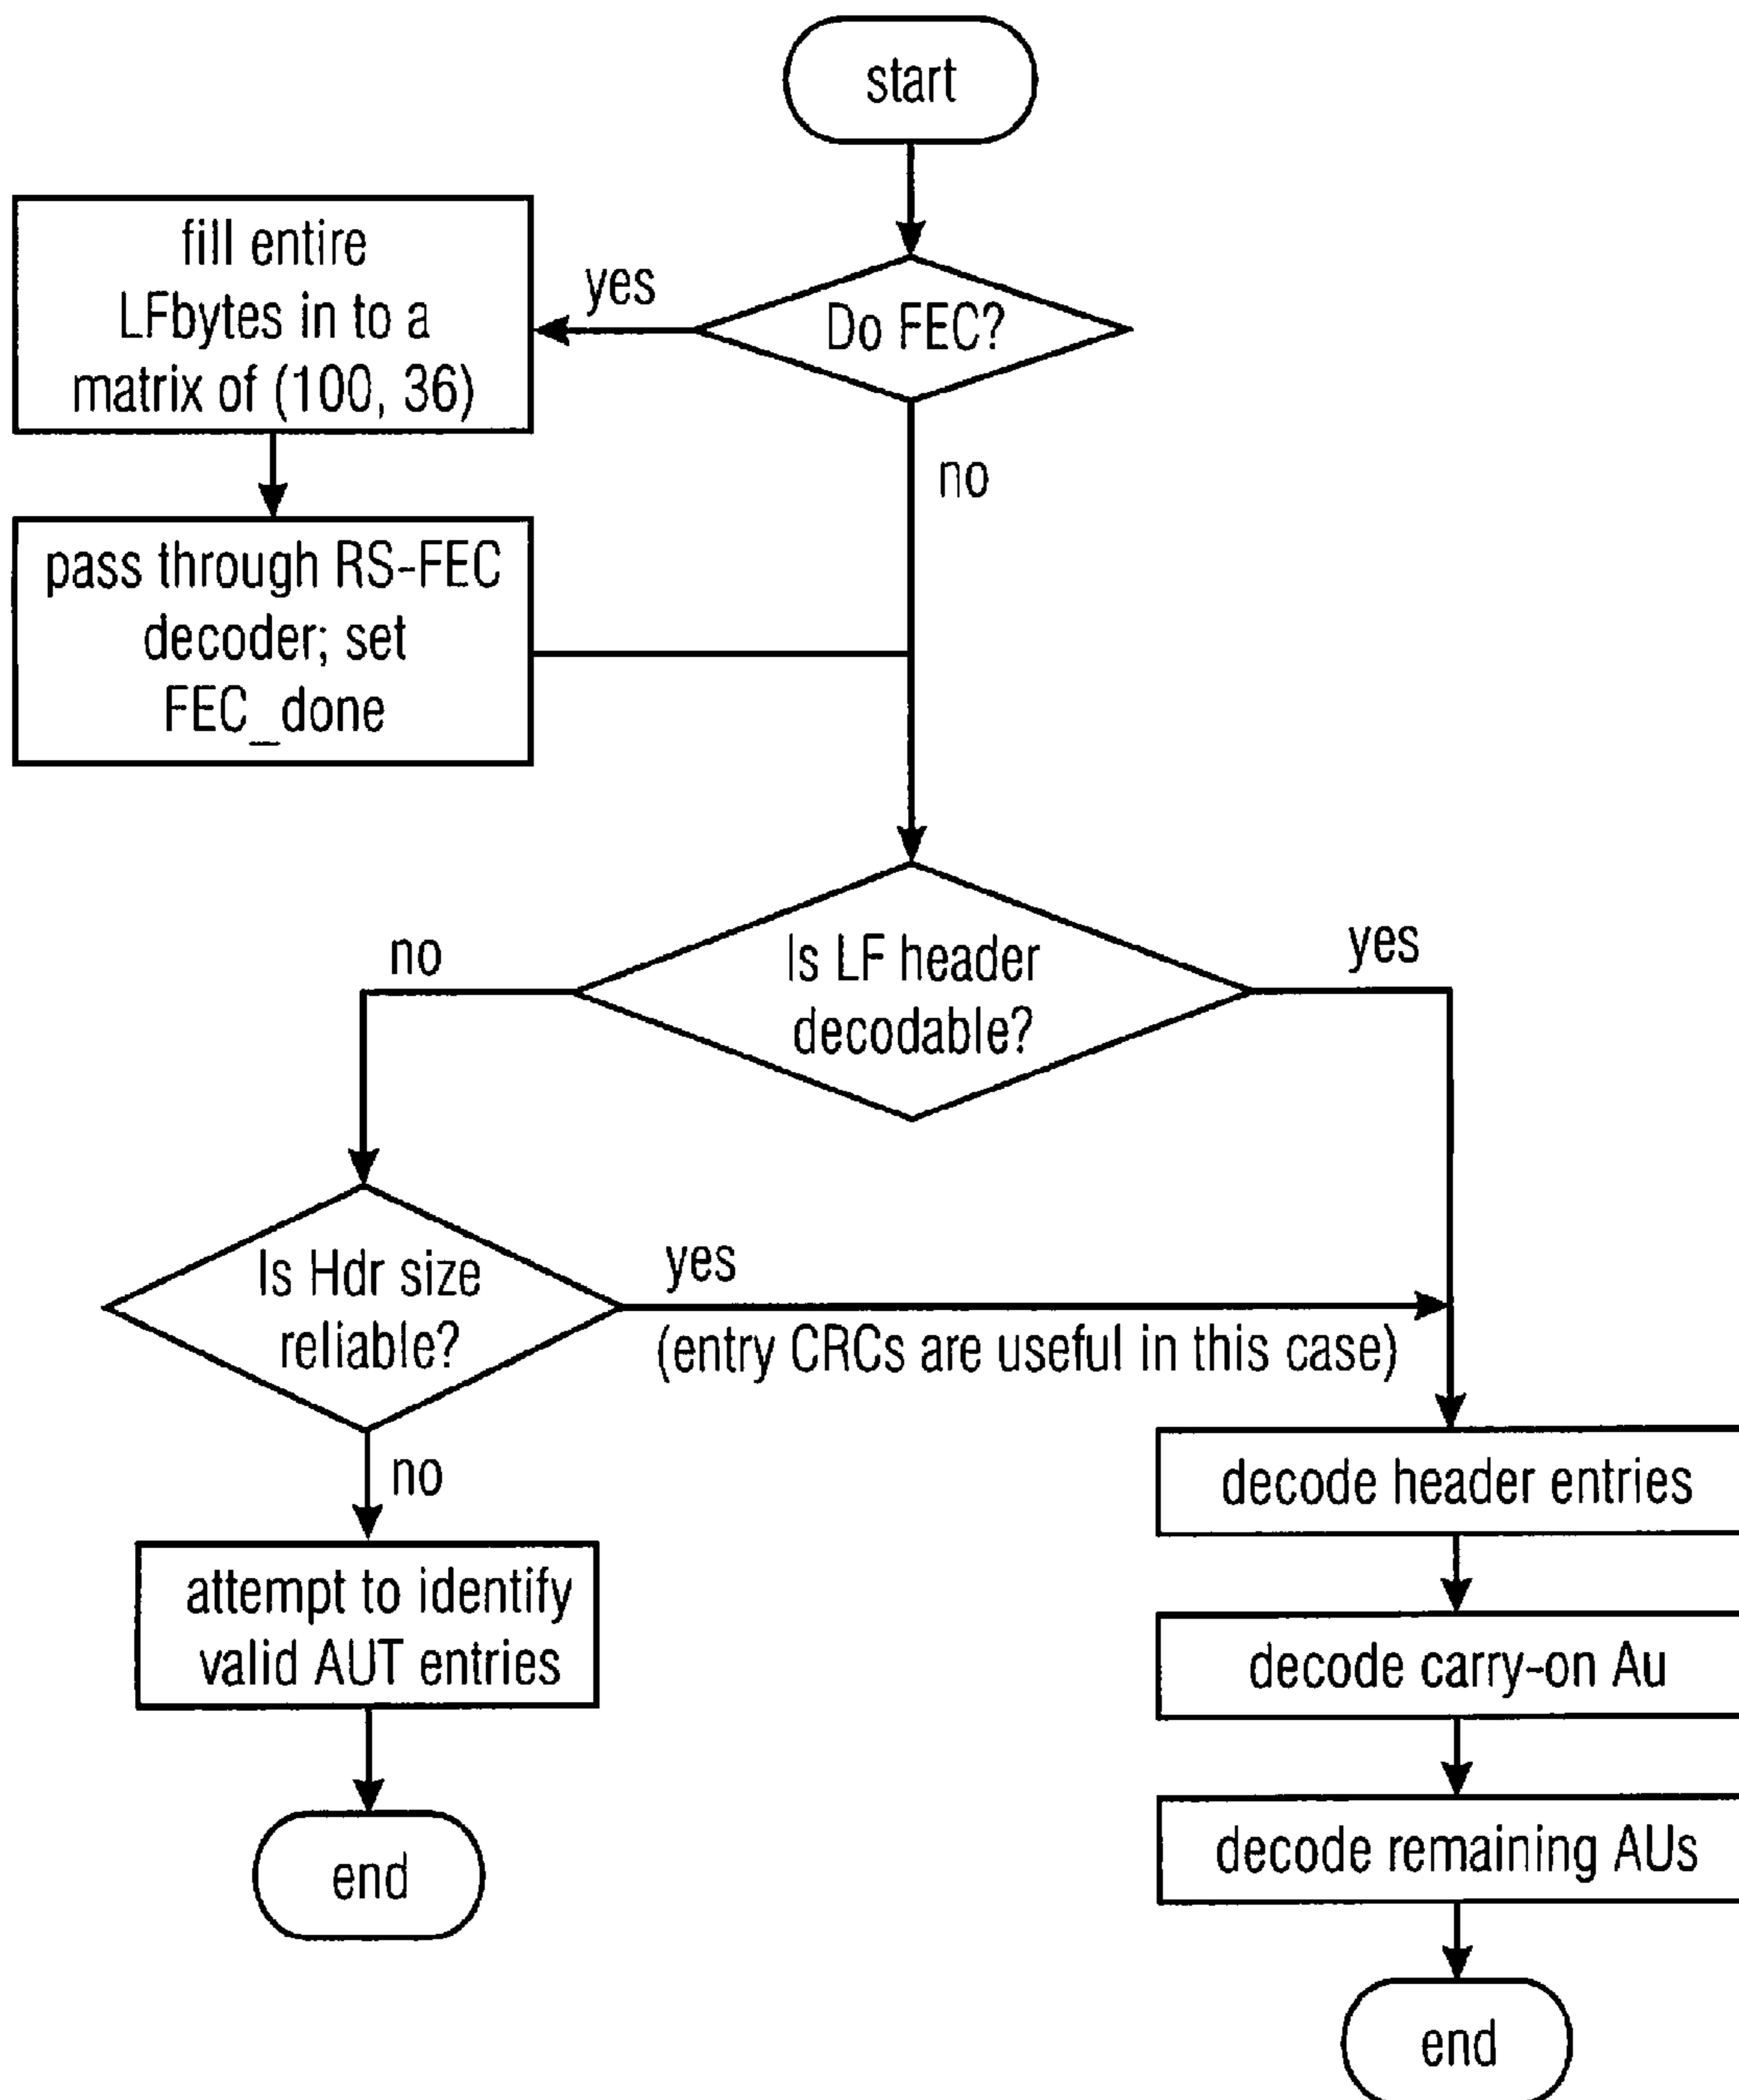 start
Do FEC?
yes
fill entire
LFbytes in to a
matrix of (100, 36)
no
pass through RS-FEC
decoder; set
FEC_done
Is LF header
decodable?
no
yes
Is Hdr size
reliable?
yes
(entry CRCs are useful in this case)
no
attempt to identify
valid AUT entries
end
decode header entries
decode carry-on Au
decode remaining AUs
end